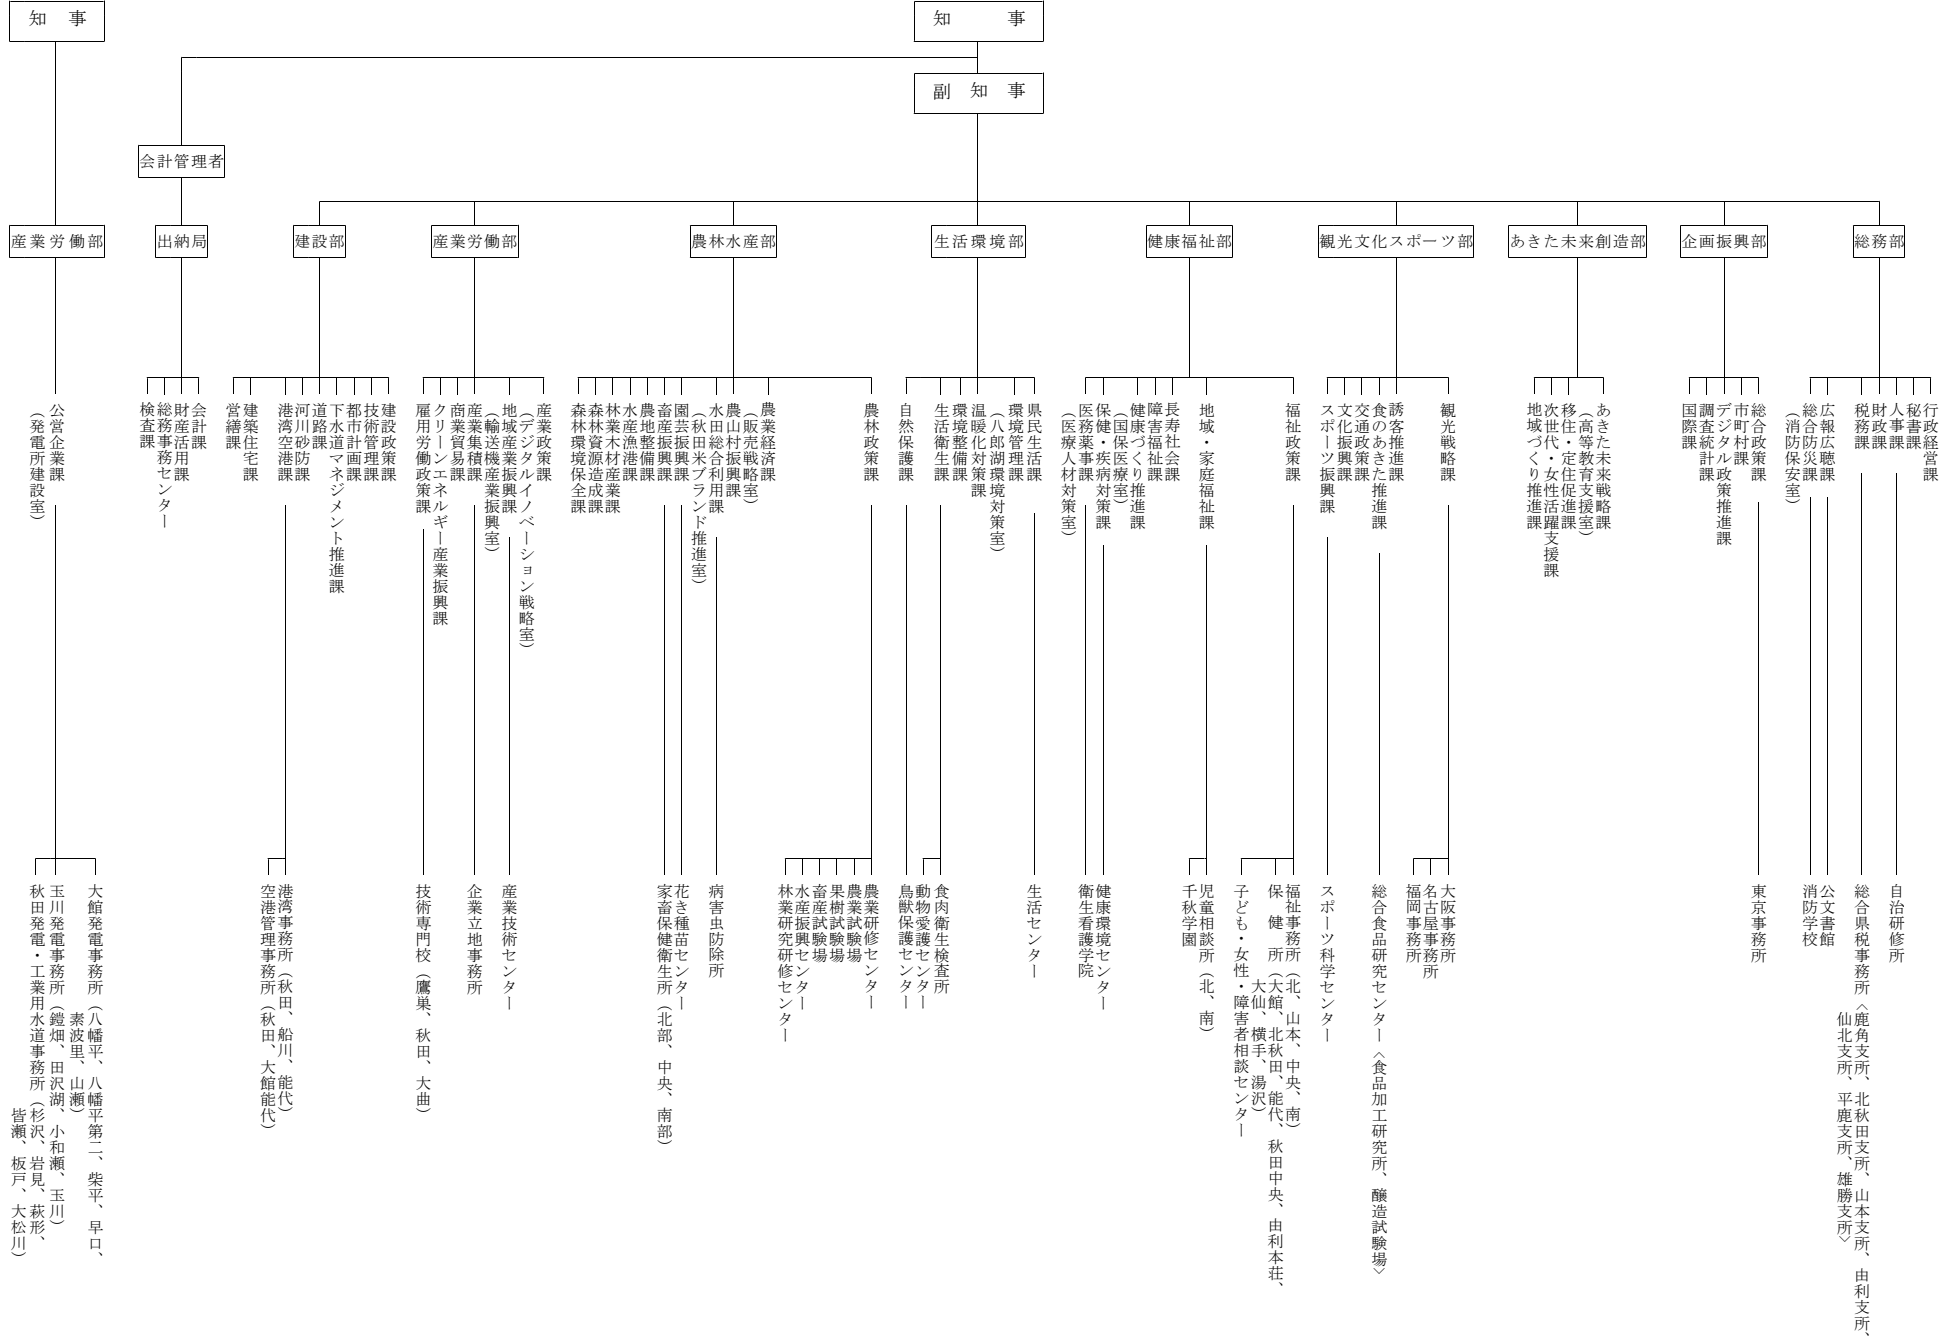 知　事
知　　　事
副　知　事
会計管理者
産業労働部
出納局
建設部
産業労働部
農林水産部
生活環境部
健康福祉部
観光文化スポーツ部
あきた未来創造部
企画振興部
総務部
行政経営課
秘書課
人事課
財政課
税務課
広報広聴課
総合防災課
（消防保安室）
総合政策課
市町村課
デジタル政策推進課
調査統計課
国際課
あきた未来戦略課
（高等教育支援室）
移住・定住促進課
次世代・女性活躍支援課
地域づくり推進課
観光戦略課
誘客推進課
食のあきた推進課
交通政策課
文化振興課
スポーツ振興課
福祉政策課
地域・家庭福祉課
長寿社会課
障害福祉課
健康づくり推進課
（国保医療室）
保健・疾病対策課
医務薬事課
（医療人材対策室）
県民生活課
環境管理課
（八郎湖環境対策室）
温暖化対策課
環境整備課
生活衛生課
自然保護課
農林政策課
農業経済課
（販売戦略室）
農山村振興課
水田総合利用課
（秋田米ブランド推進室）
園芸振興課
畜産振興課
農地整備課
水産漁港課
林業木材産業課
森林資源造成課
森林環境保全課
産業政策課
（デジタルイノベーション戦略室）
地域産業振興課
（輸送機産業振興室）
産業集積課
商業貿易課
クリーンエネルギー産業振興課
雇用労働政策課
建設政策課
技術管理課
都市計画課
下水道マネジメント推進課
道路課
河川砂防課
港湾空港課
建築住宅課
営繕課
会計課
財産活用課
総務事務センター
検査課
公営企業課
（発電所建設室）
自治研修所
総合県税事務所〈鹿角支所、北秋田支所、山本支所、由利支所、
仙北支所、平鹿支所、雄勝支所〉
公文書館
消防学校
東京事務所
大阪事務所
名古屋事務所
福岡事務所
総合食品研究センター〈食品加工研究所、醸造試験場〉
スポーツ科学センター
福祉事務所（北、山本、中央、南）
保　健　所（大館、北秋田、能代、秋田中央、由利本荘、
大仙、横手、湯沢）
子ども・女性・障害者相談センター
児童相談所（北、南）
千秋学園
健康環境センター
衛生看護学院
生活センター
食肉衛生検査所
動物愛護センター
鳥獣保護センター
農業研修センター
農業試験場
果樹試験場
畜産試験場
水産振興センター
林業研究研修センター
病害虫防除所
花き種苗センター
家畜保健衛生所（北部、中央、南部）
産業技術センター
企業立地事務所
技術専門校（鷹巣、秋田、大曲）
港湾事務所（秋田、船川、能代）
空港管理事務所（秋田、大館能代）
大館発電事務所（八幡平、八幡平第二、柴平、早口、
素波里、山瀬）
玉川発電事務所（鎧畑、田沢湖、小和瀬、玉川）
秋田発電・工業用水道事務所（杉沢、岩見、萩形、
皆瀬、板戸、大松川）